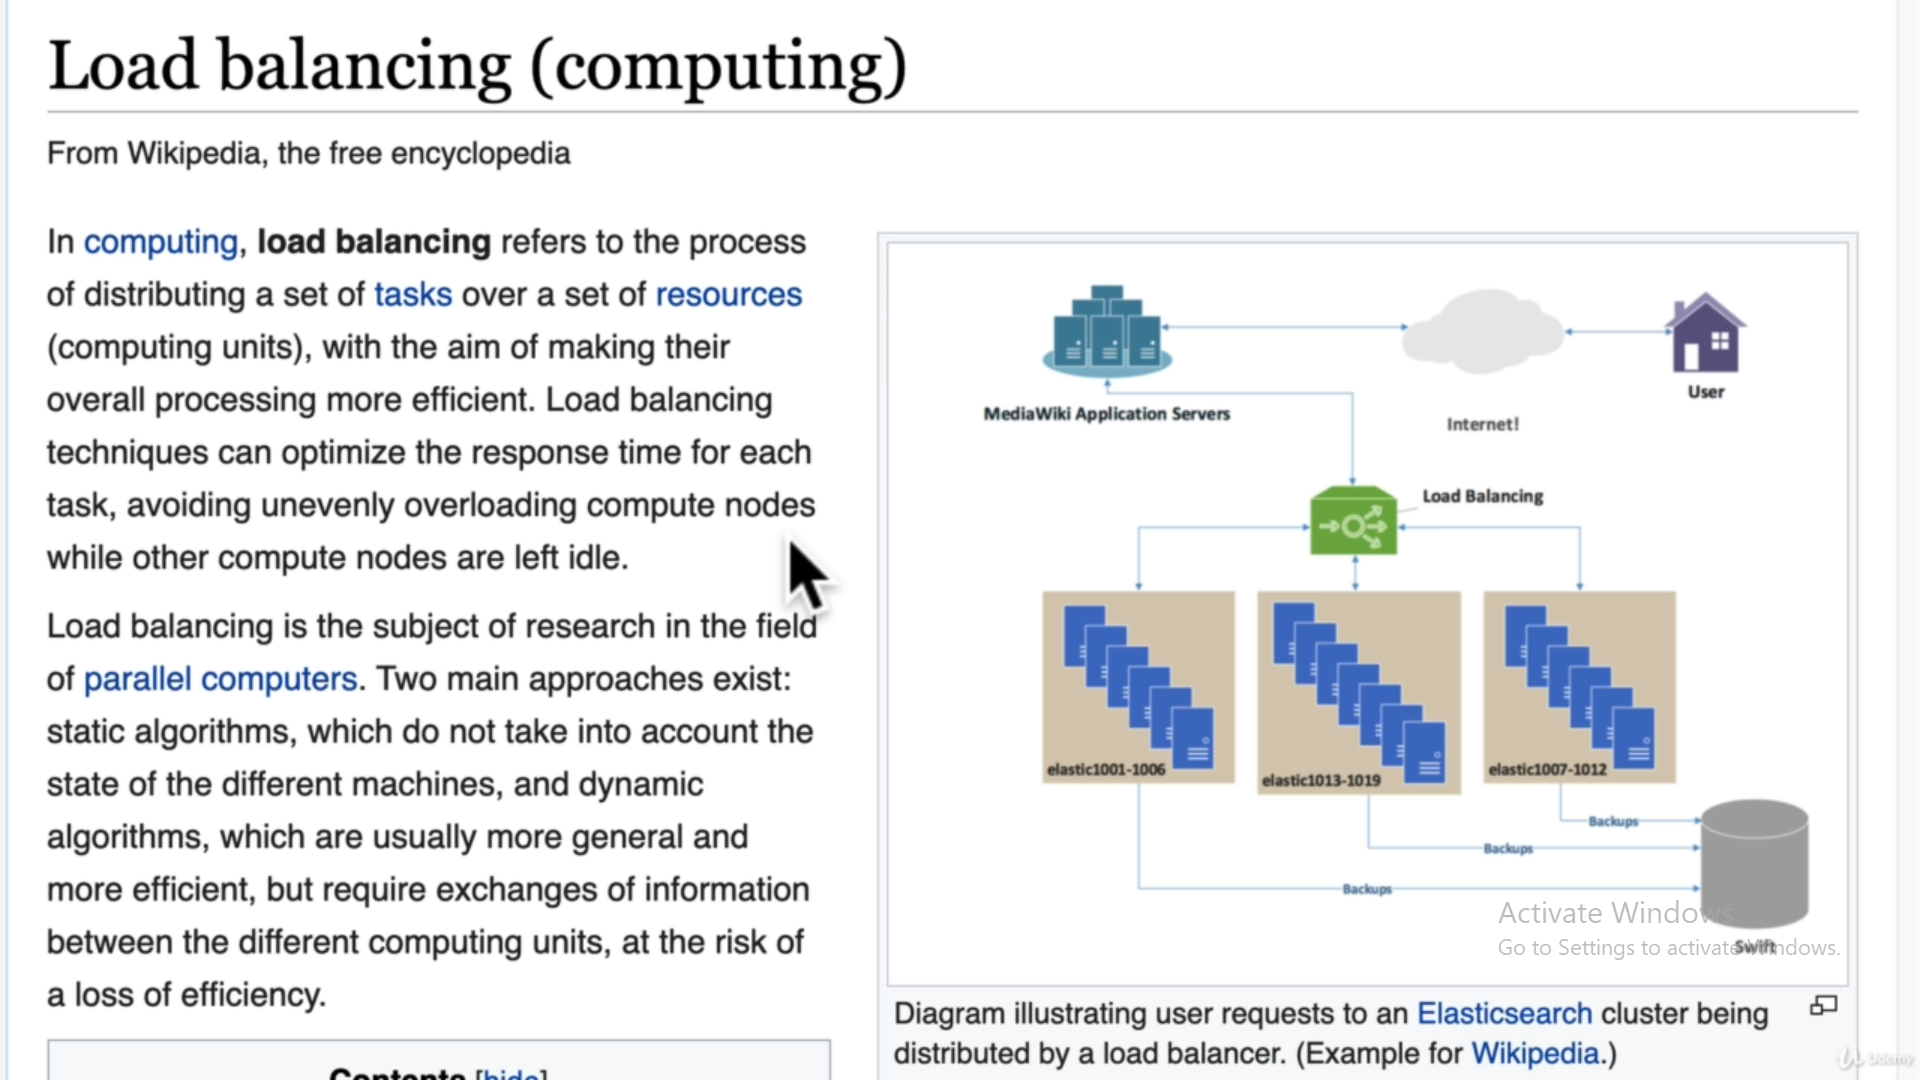 Load balancing (computing)
From Wikipedia, the free encyclopedia
In computing, load balancing refers to the process
of distributing a set of tasks over a set of resources
(computing units), with the aim of making their
overall processing more efficient. Load balancing
techniques can optimize the response time for each
task, avoiding unevenly overloading compute nodes
while other compute nodes are left idle.
Load balancing is the subject of research in the field
of parallel computers. Two main approaches exist:
static algorithms, which do not take into account the
state of the different machines, and dynamic
algorithms, which are usually more general and
more efficient, but require exchanges of information
between the different computing units, at the risk of
a loss of efficiency.
Contents [hide]
MediaWiki Application Servers
Internet!
User
Load Balancing
elastic1001-1006
elastic1013-1019
elastic1007-1012
Backups
Backups
Backups
Swift
Activate Windows
Go to Settings to activate Windows.
Diagram illustrating user requests to an Elasticsearch cluster being
distributed by a load balancer. (Example for Wikipedia.)
Udemy